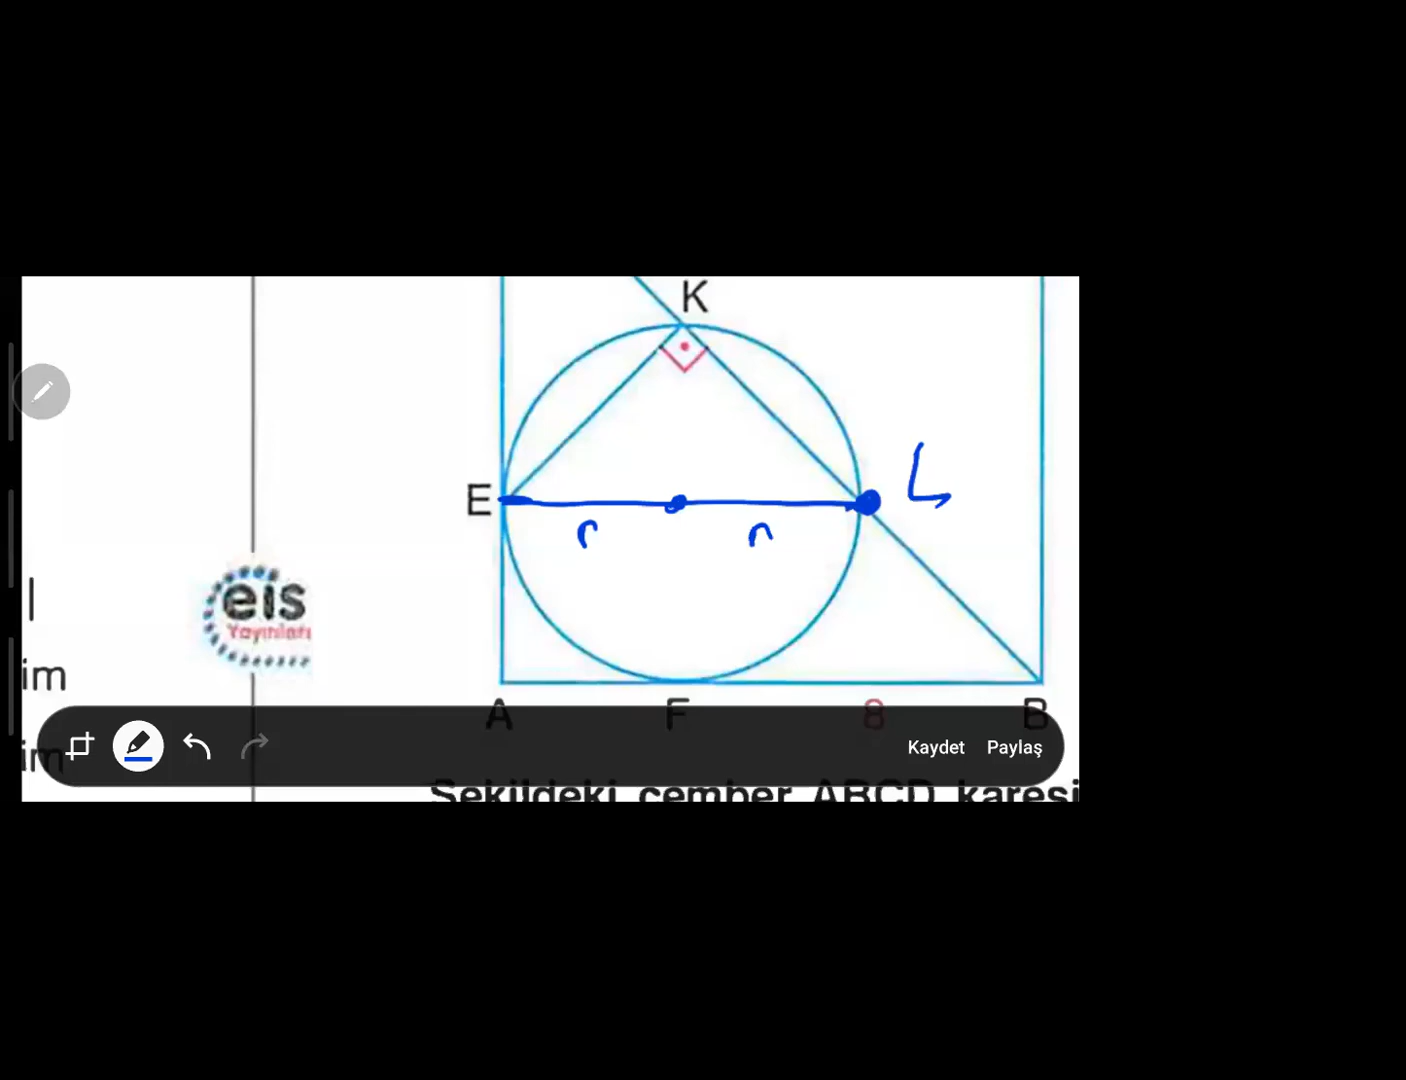 K
L
E
r r
eis
Yayınları
im
A F 8 B
im
Kaydet Paylaş
Şekildeki çember ABCD karesi